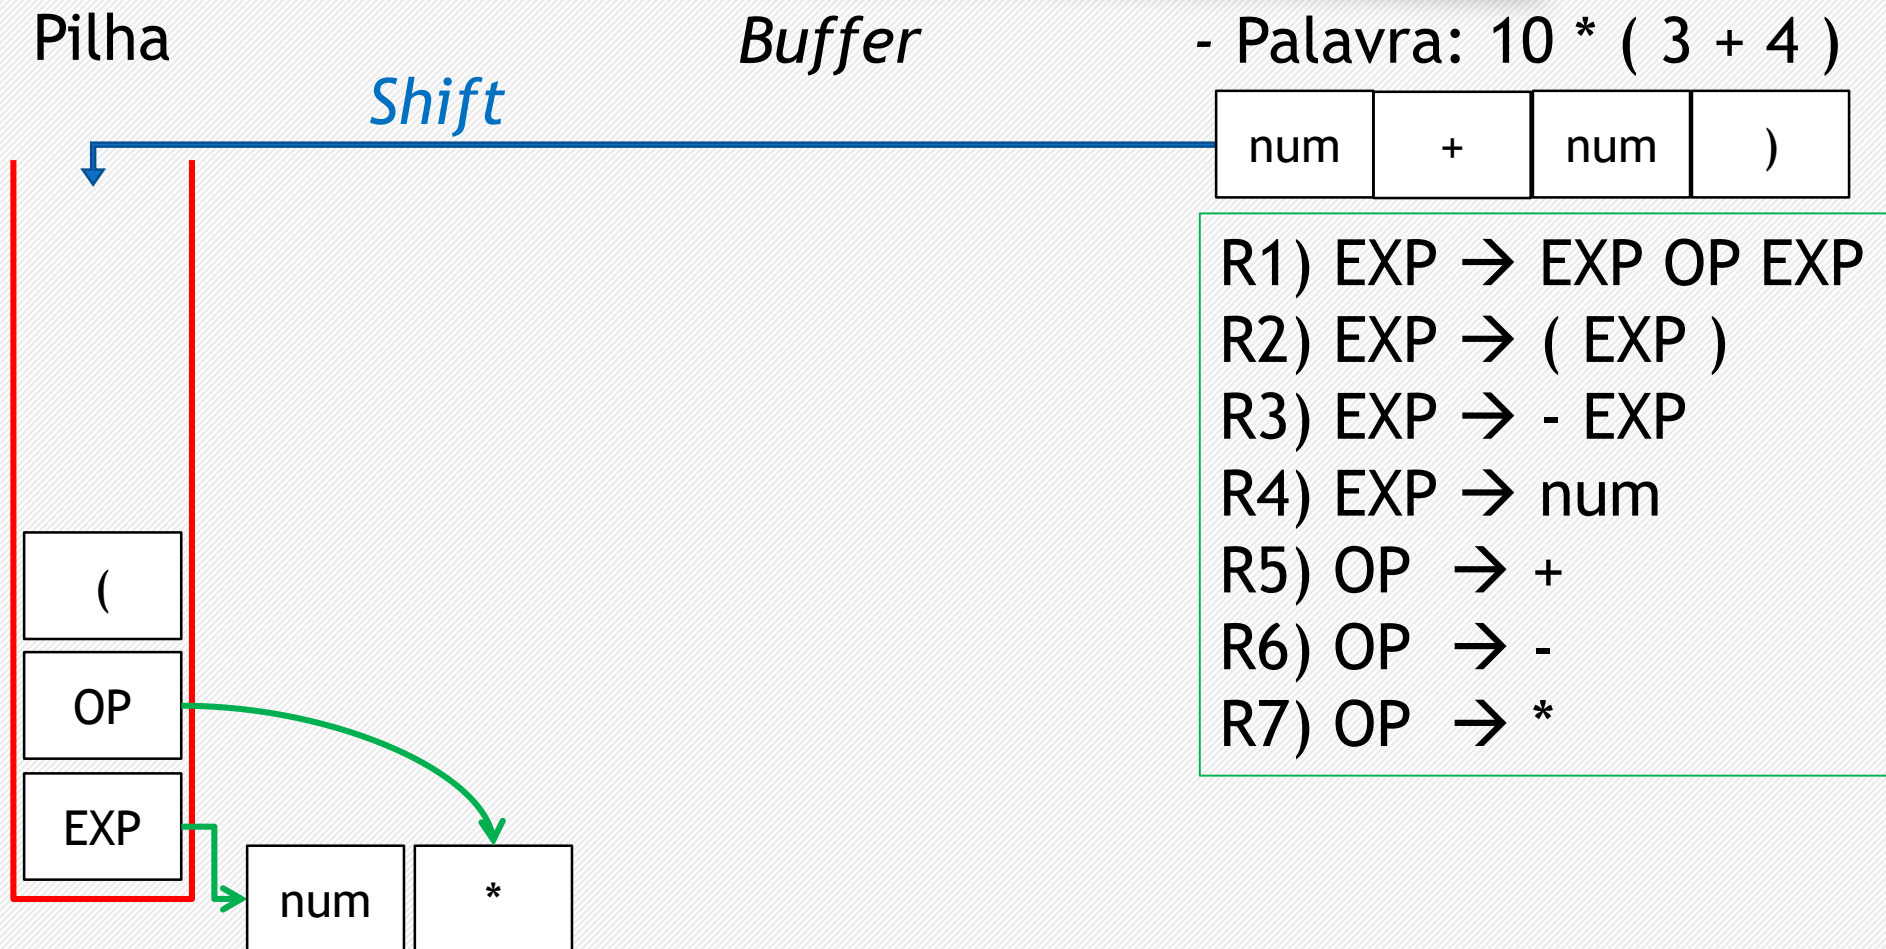 Pilha
Buffer
- Palavra: 10 * ( 3 + 4 )
Shift
num + num )
R1) EXP → EXP OP EXP
R2) EXP → ( EXP )
R3) EXP → - EXP
R4) EXP → num
R5) OP → +
R6) OP → -
R7) OP → *
(
OP
EXP
num *